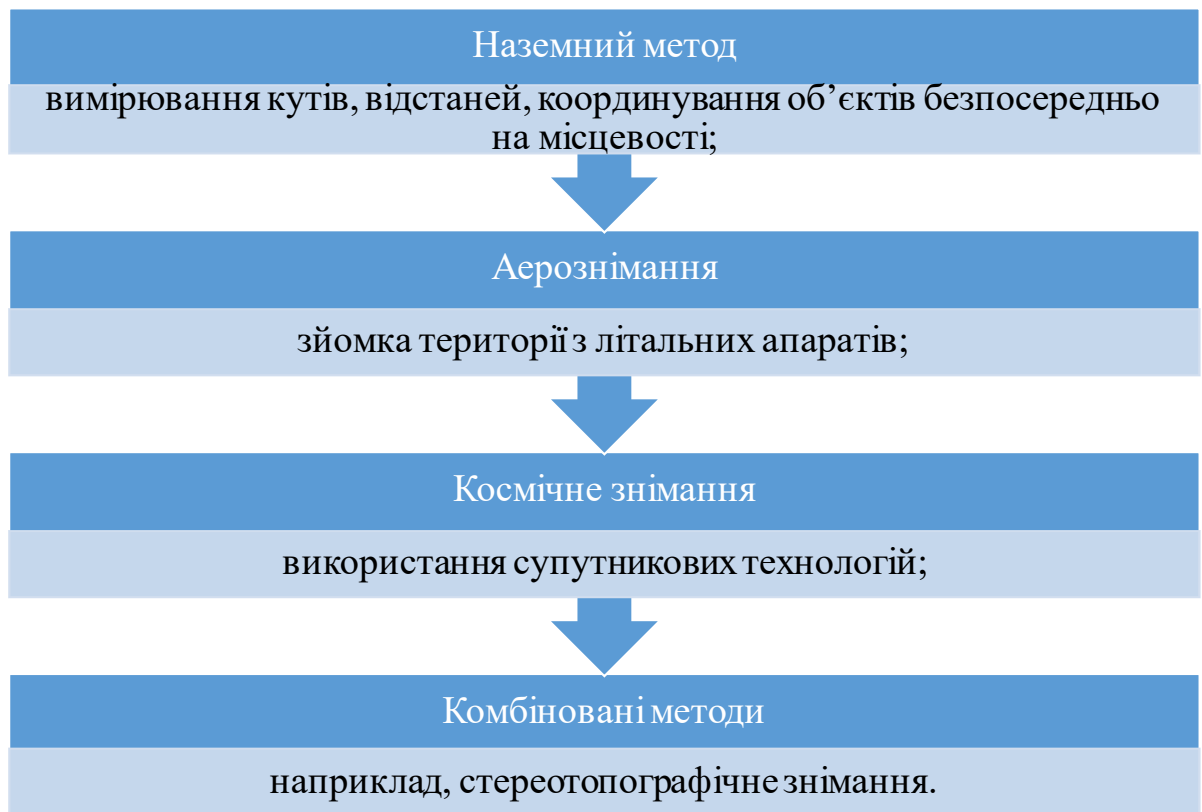 Наземний метод
вимірювання кутів, відстаней, координування об’єктів безпосередньо
на місцевості;
Аерознімання
зйомка території з літальних апаратів;
Космічне знімання
використання супутникових технологій;
Комбіновані методи
наприклад, стереотопографічне знімання.